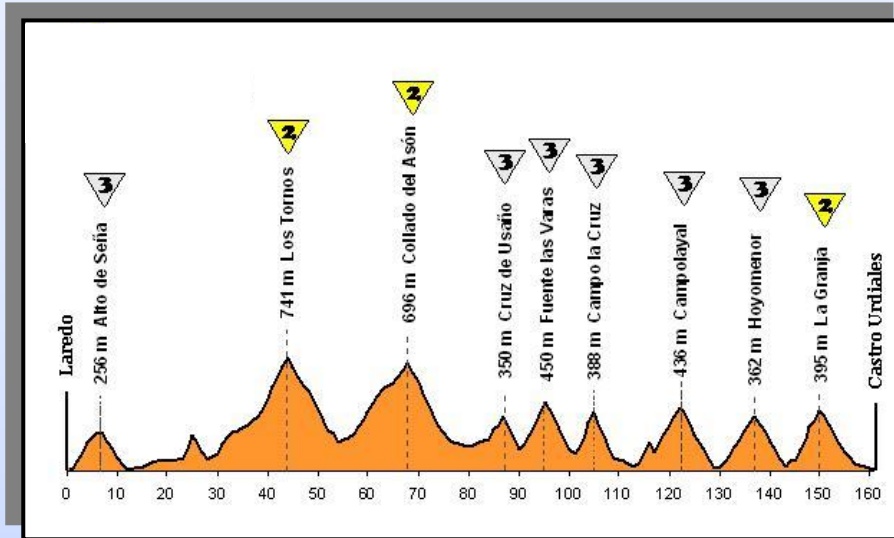 Laredo
3
256 m Alto de Seña
2
741 m Los Tornos
2
696 m Collado del Asón
3
350 m Cruz de Usaño
3
450 m Fuente las Varas
3
388 m Campo la Cruz
3
436 m Campolayal
3
362 m Hoyomenor
2
395 m La Granja
Castro Urdiales
0 10 20 30 40 50 60 70 80 90 100 110 120 130 140 150 160